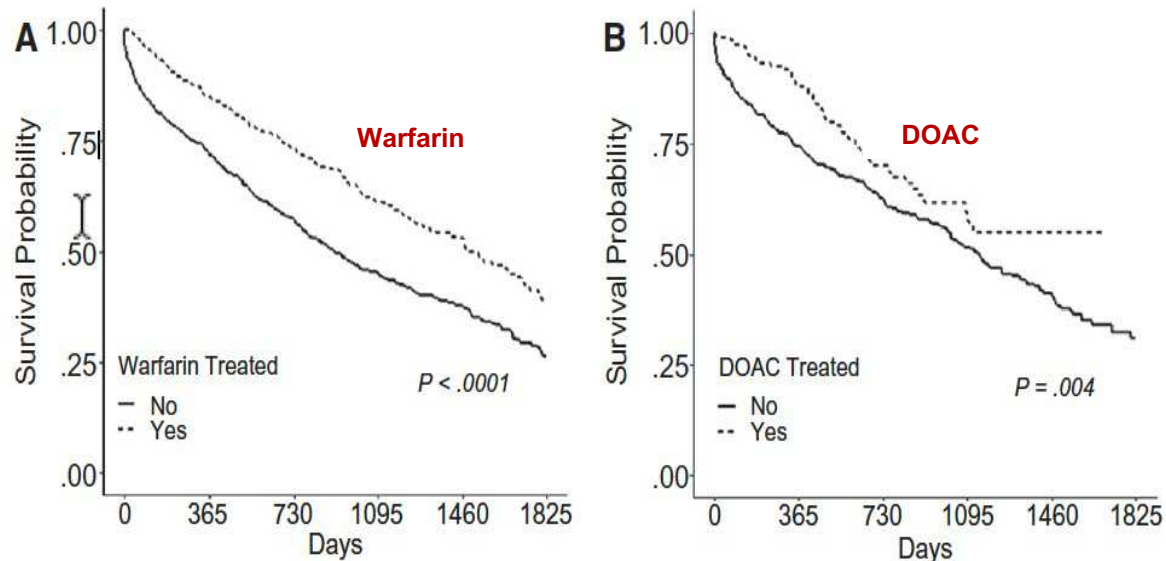 A
1.00
.75
.50
.25
.00
Survival Probability
Warfarin
Warfarin Treated
No
Yes
P < .0001
0 365 730 1095 1460 1825
Days
B
1.00
.75
.50
.25
.00
Survival Probability
DOAC
DOAC Treated
No
Yes
P = .004
0 365 730 1095 1460 1825
Days